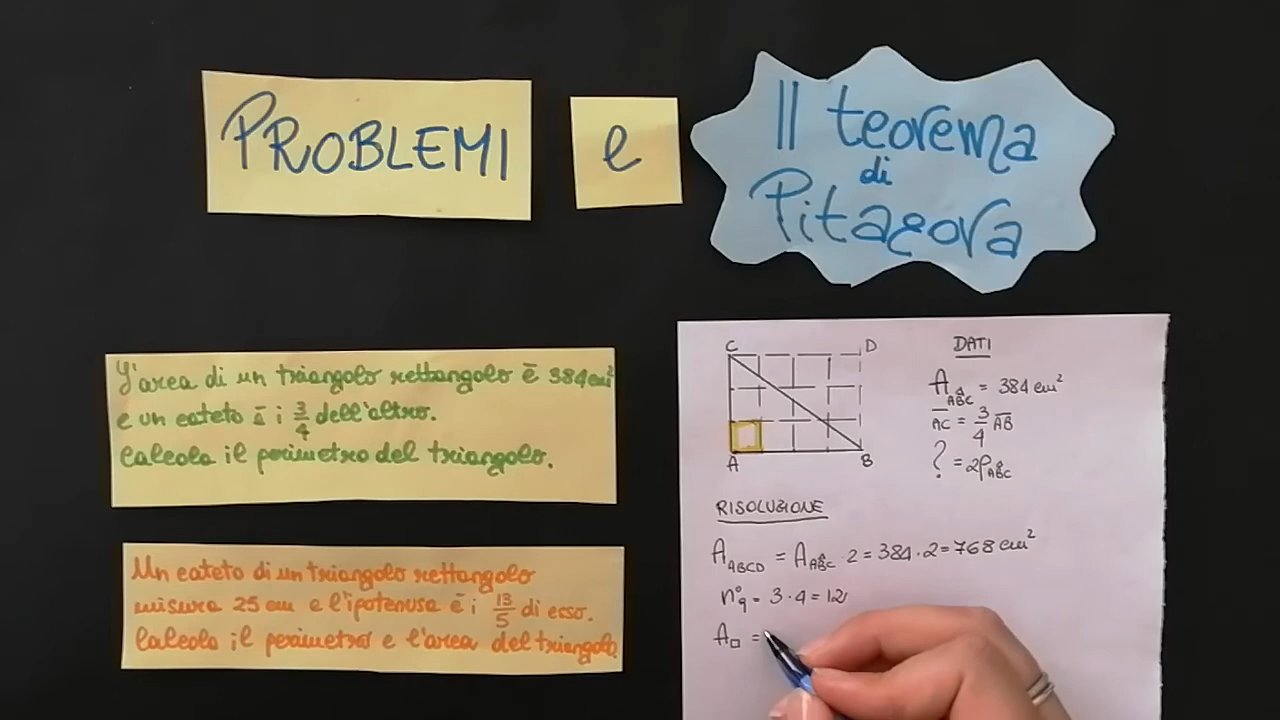 PROBLEMI
e
Il teorema
di
Pitagora
L'area di un triangolo rettangolo è 384 cm²
e un cateto è i 3/4 dell'altro.
Calcola il perimetro del triangolo.
Un cateto di un triangolo rettangolo
misura 25 cm e l'ipotenusa è i 13/5 di esso.
Calcola il perimetro e l'area del triangolo.
C D
A B
DATI
A_ABC = 384 cm²
AC = 3/4 AB
? = 2p_ABC
RISOLUZIONE
A_ABCD = A_ABC · 2 = 384 · 2 = 768 cm²
n°q = 3 · 4 = 12
A□ =